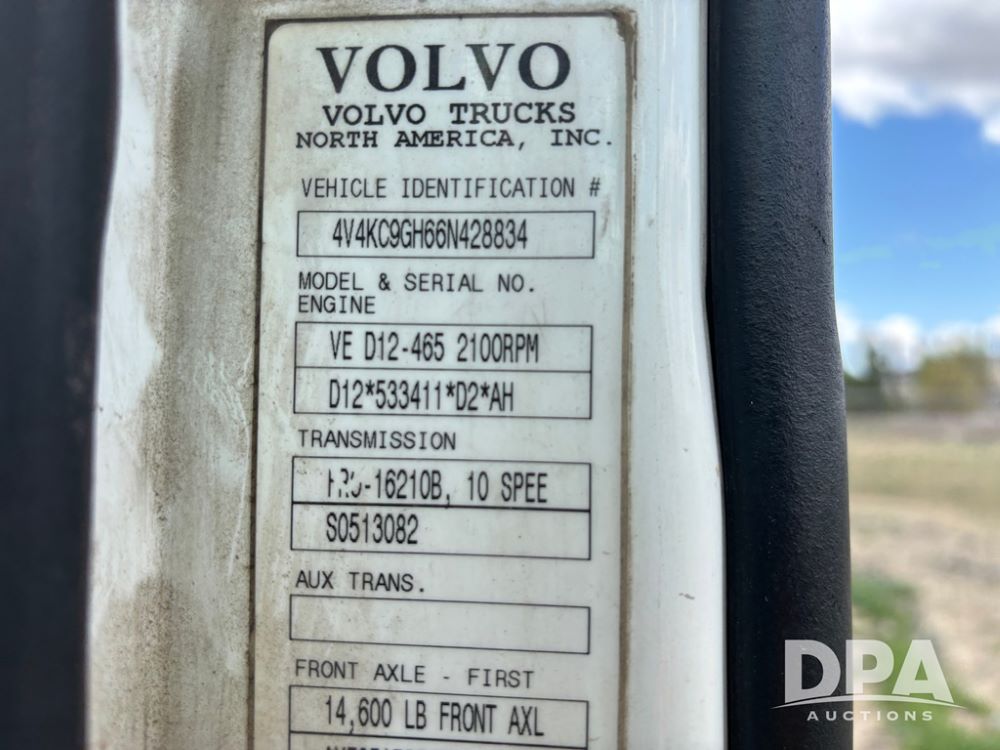 VOLVO
VOLVO TRUCKS
NORTH AMERICA, INC.
VEHICLE IDENTIFICATION #
4V4KC9GH66N428834
MODEL & SERIAL NO.
ENGINE
VE D12-465 2100RPM
D12*533411*D2*AH
TRANSMISSION
10 SPEE
S0513082
AUX TRANS.
FRONT AXLE - FIRST
14,600 LB FRONT AXL
DPA
AUCTIONS